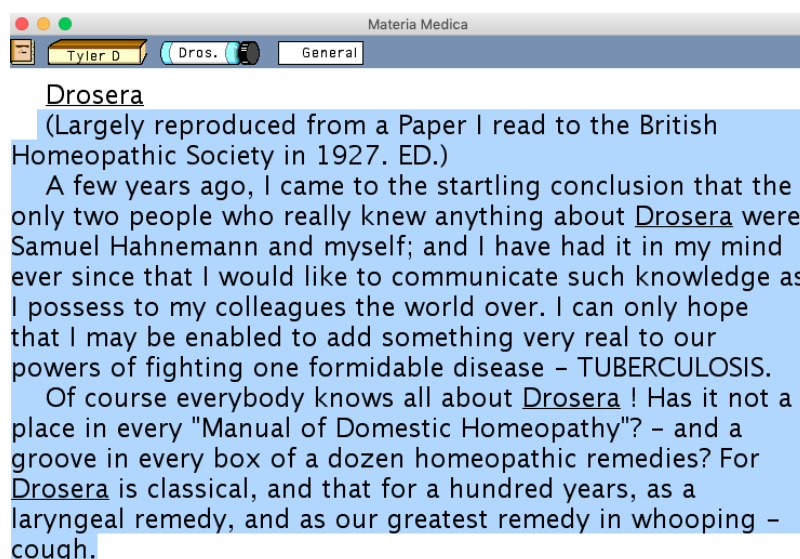 Materia Medica
Tyler D Dros. General
Drosera
(Largely reproduced from a Paper I read to the British
Homeopathic Society in 1927. ED.)
A few years ago, I came to the startling conclusion that the
only two people who really knew anything about Drosera were
Samuel Hahnemann and myself; and I have had it in my mind
ever since that I would like to communicate such knowledge as
I possess to my colleagues the world over. I can only hope
that I may be enabled to add something very real to our
powers of fighting one formidable disease – TUBERCULOSIS.
Of course everybody knows all about Drosera ! Has it not a
place in every "Manual of Domestic Homeopathy"? – and a
groove in every box of a dozen homeopathic remedies? For
Drosera is classical, and that for a hundred years, as a
laryngeal remedy, and as our greatest remedy in whooping –
cough.